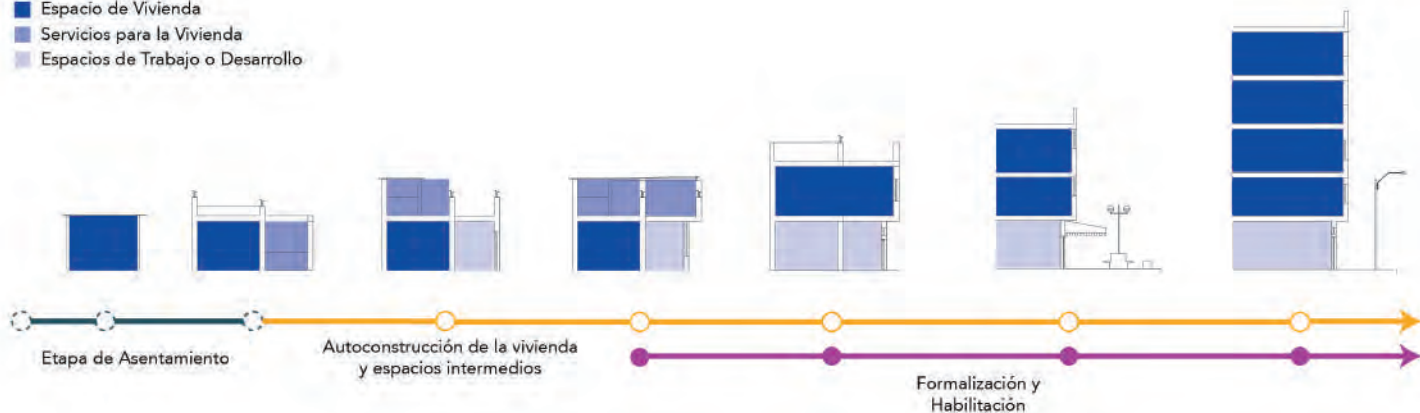 Espacio de Vivienda
Servicios para la Vivienda
Espacios de Trabajo o Desarrollo
Etapa de Asentamiento
Autoconstrucción de la vivienda
y espacios intermedios
Formalización y
Habilitación